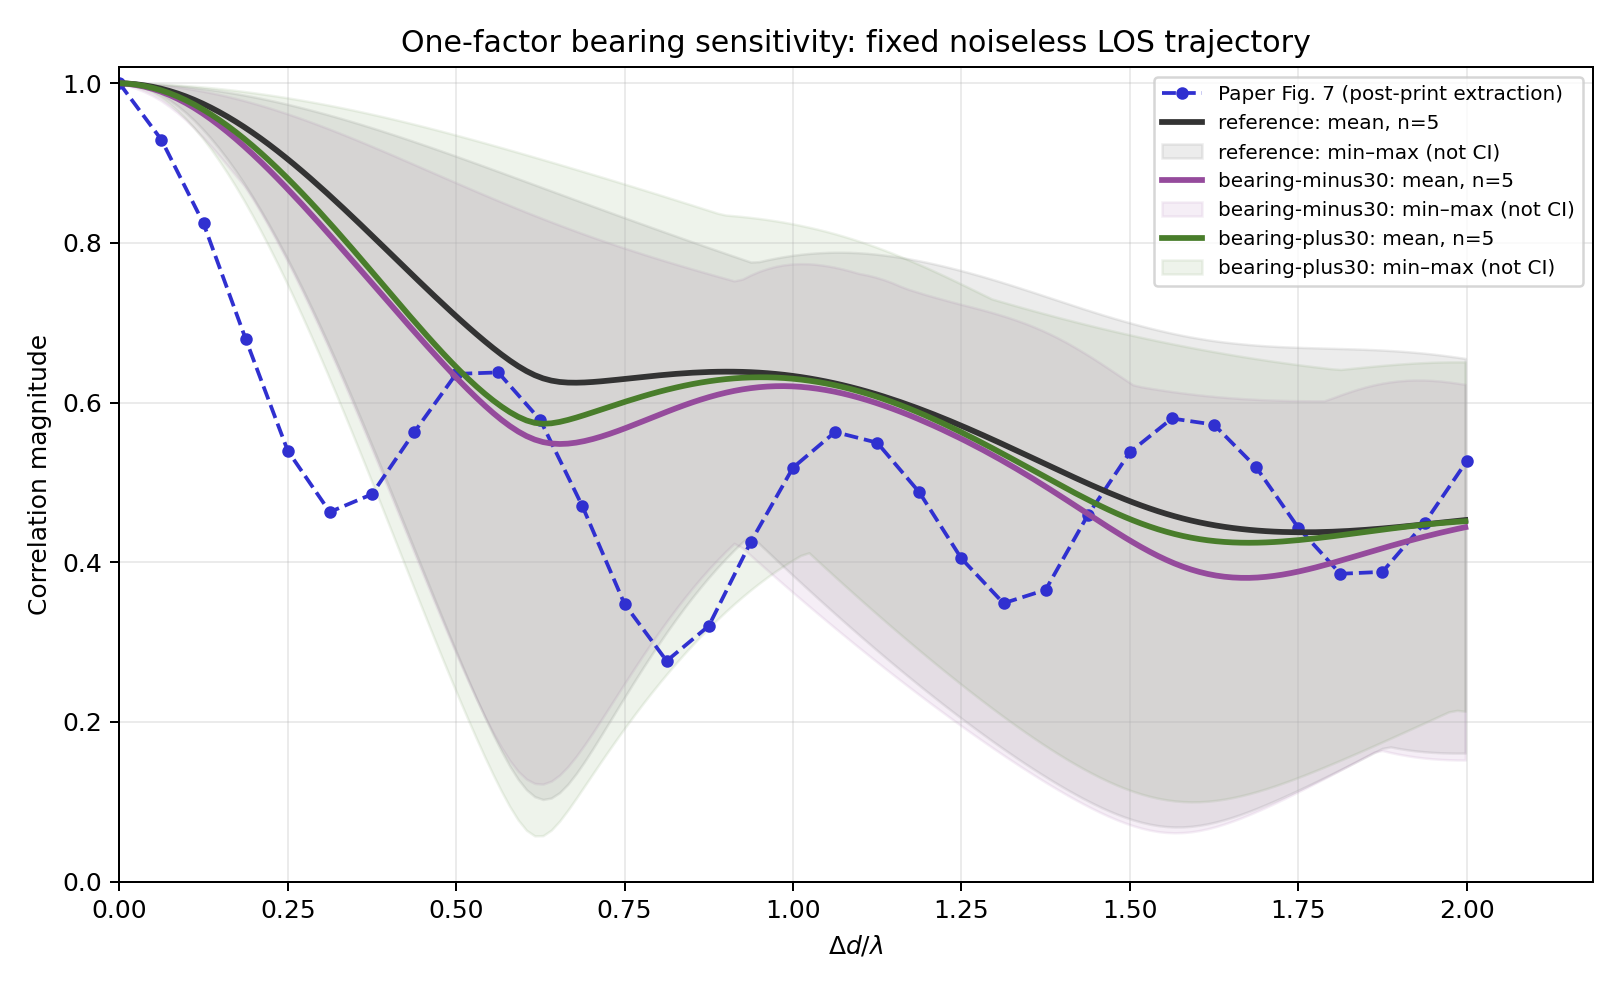 One-factor bearing sensitivity: fixed noiseless LOS trajectory
Paper Fig. 7 (post-print extraction)
reference: mean, n=5
reference: min–max (not CI)
bearing-minus30: mean, n=5
bearing-minus30: min–max (not CI)
bearing-plus30: mean, n=5
bearing-plus30: min–max (not CI)
Correlation magnitude
1.0
0.8
0.6
0.4
0.2
0.0
0.00 0.25 0.50 0.75 1.00 1.25 1.50 1.75 2.00
Δd/λ